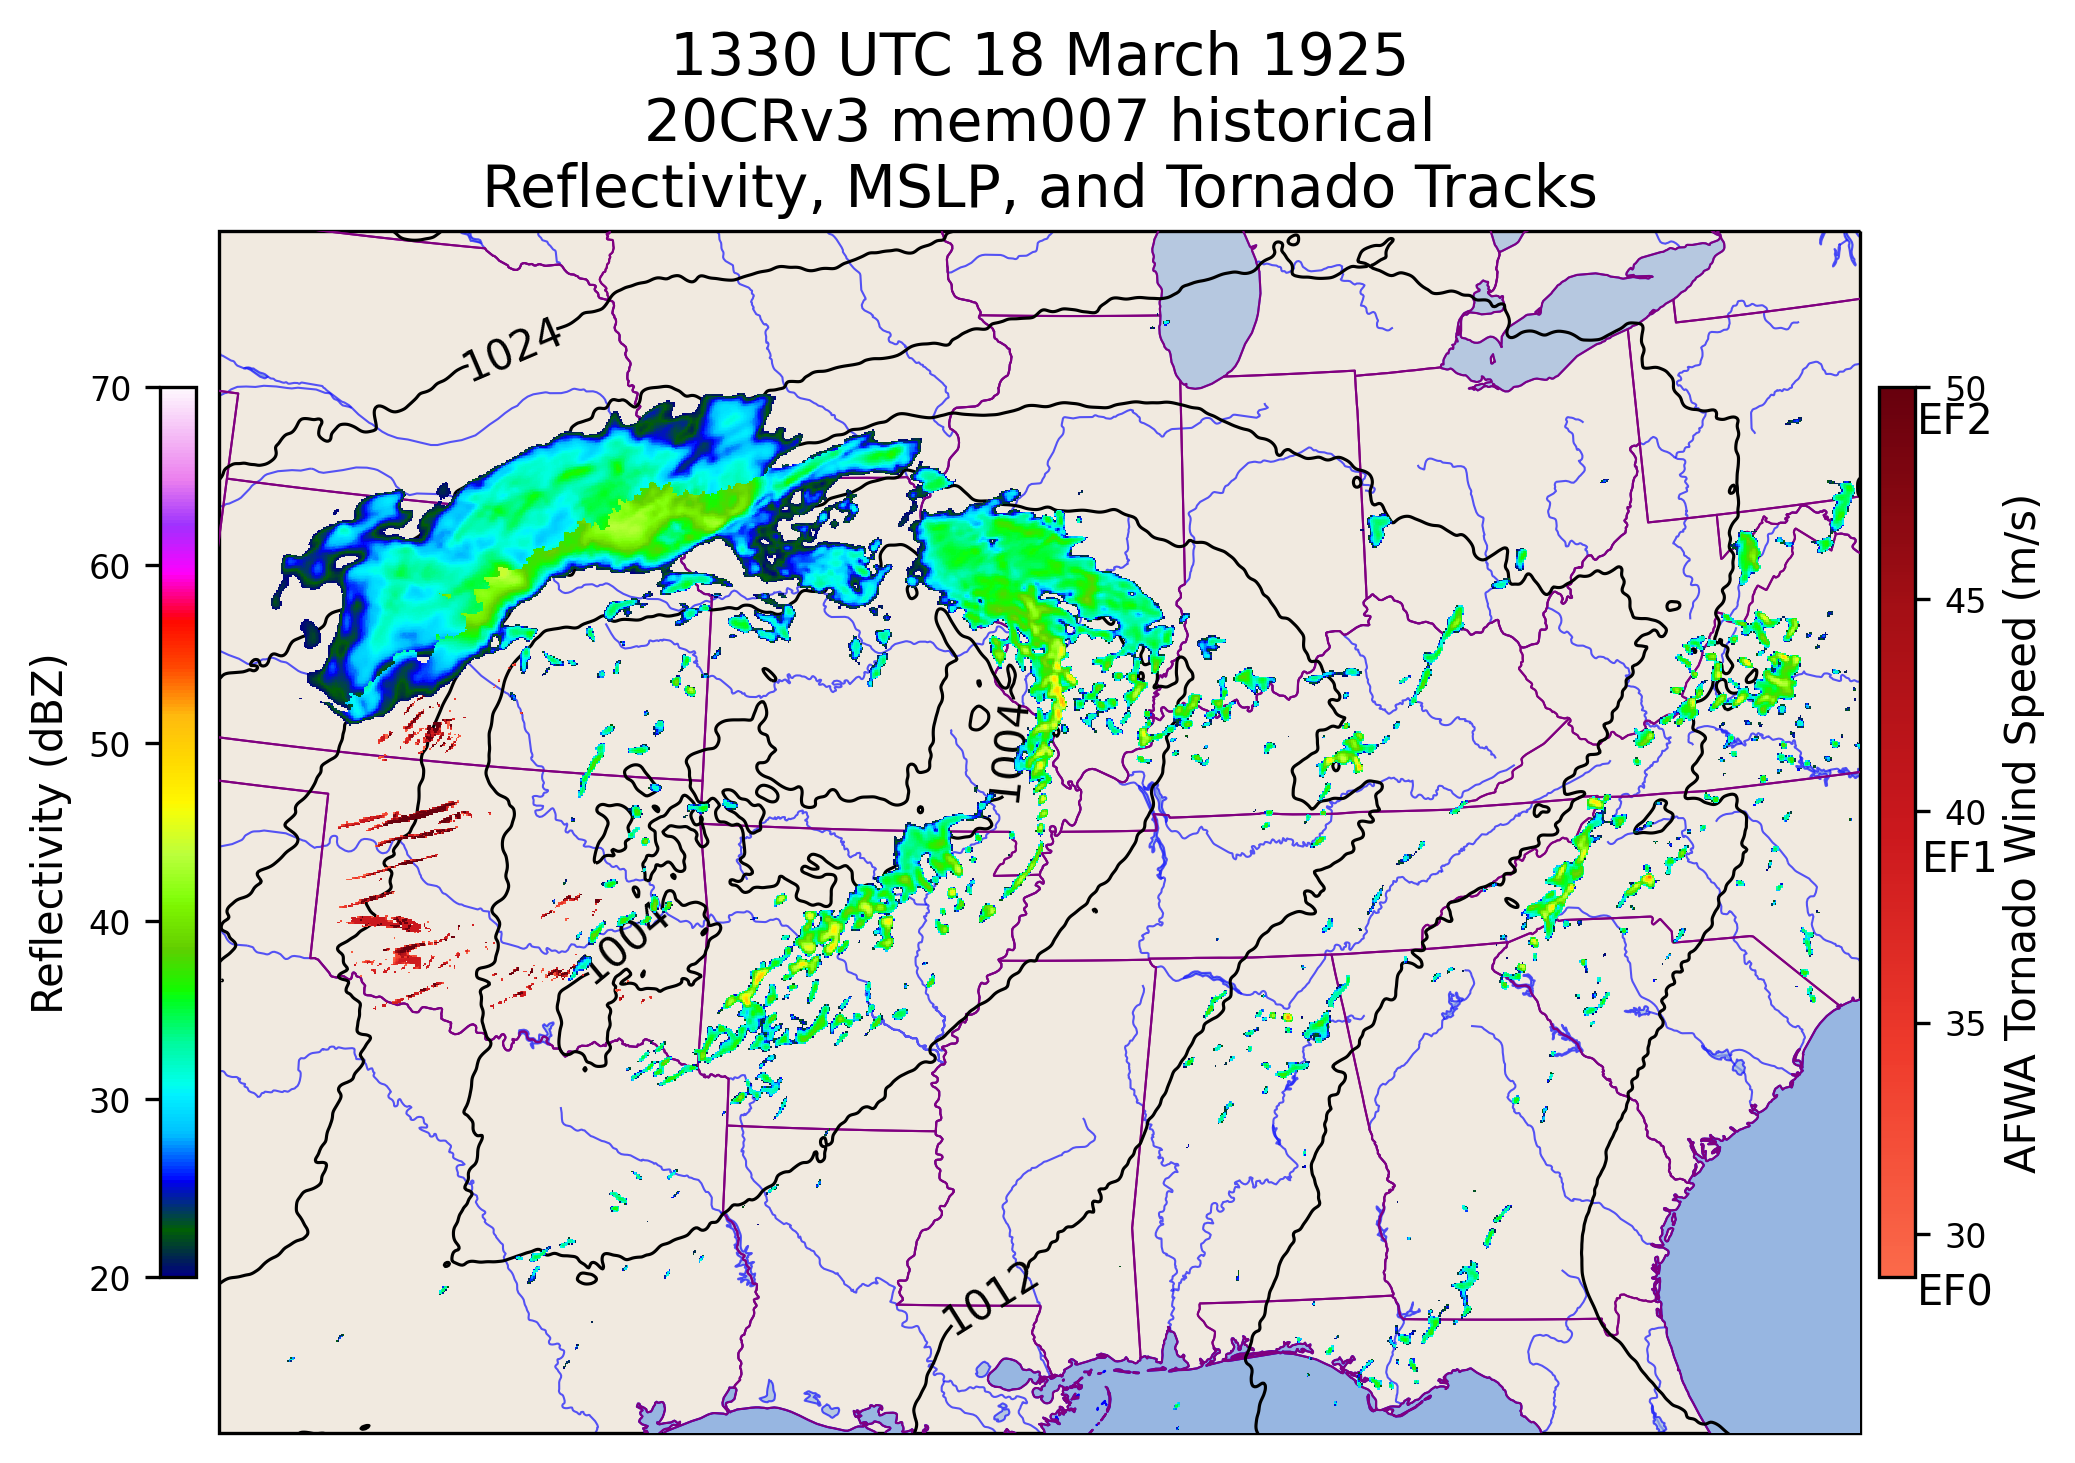 1330 UTC 18 March 1925
20CRv3 mem007 historical
Reflectivity, MSLP, and Tornado Tracks
Reflectivity (dBZ)
70
60
50
40
30
20
1024
1004
1004
1012
50
EF2
45
40
EF1
35
30
EF0
AFWA Tornado Wind Speed (m/s)